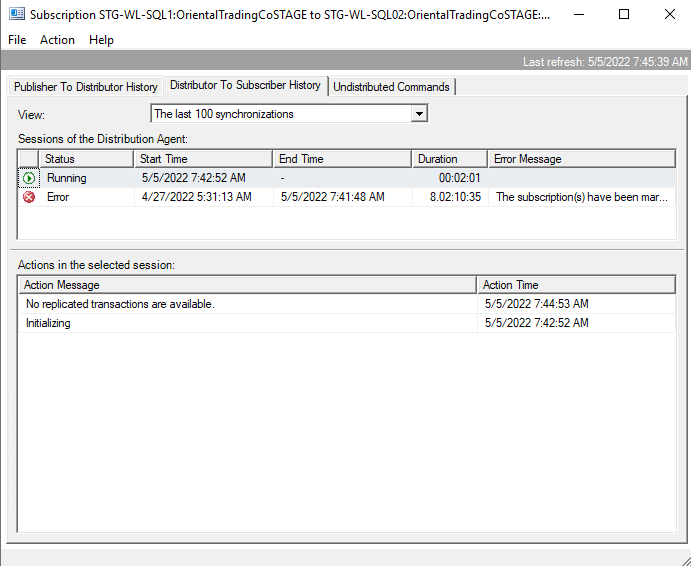 Subscription STG-WL-SQL1:OrientalTradingCoSTAGE to STG-WL-SQL02:OrientalTradingCoSTAGE:...
File Action Help
Last refresh: 5/5/2022 7:45:39 AM
Publisher To Distributor History Distributor To Subscriber History Undistributed Commands
View: The last 100 synchronizations
Sessions of the Distribution Agent:
Status Start Time End Time Duration Error Message
Running 5/5/2022 7:42:52 AM - 00:02:01
Error 4/27/2022 5:31:13 AM 5/5/2022 7:41:48 AM 8.02:10:35 The subscription(s) have been mar...
Actions in the selected session:
Action Message Action Time
No replicated transactions are available. 5/5/2022 7:44:53 AM
Initializing 5/5/2022 7:42:52 AM